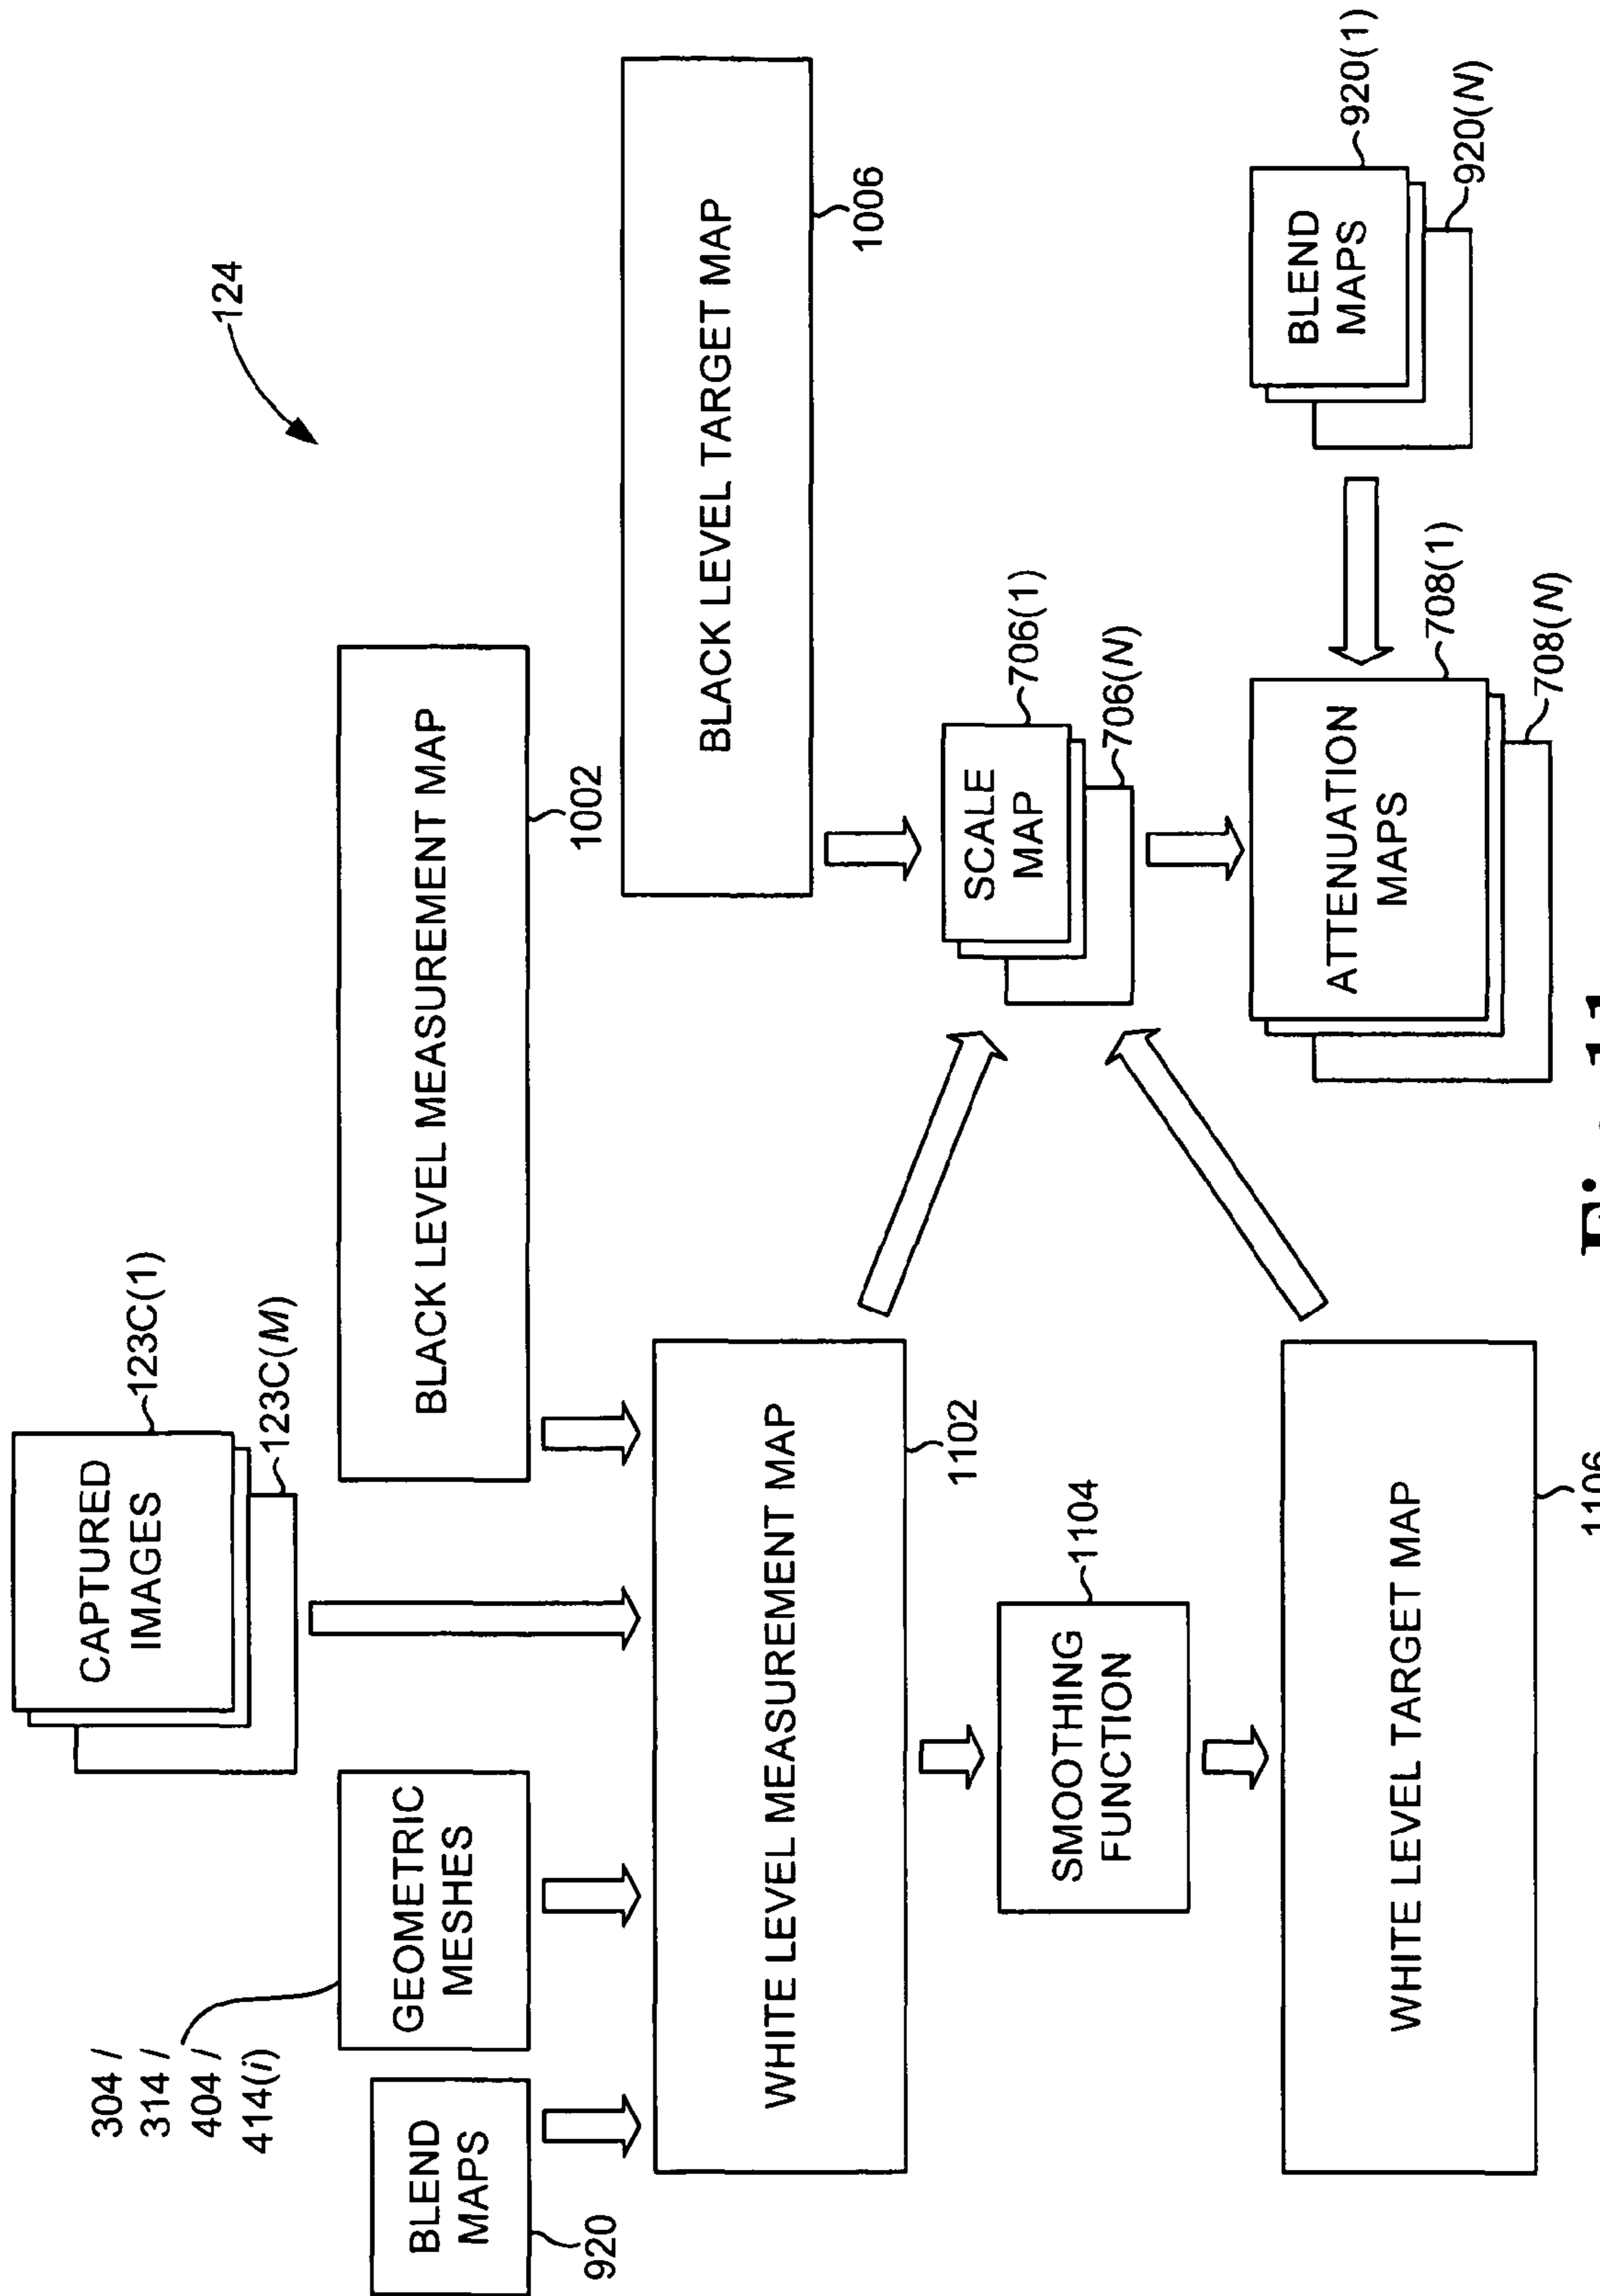 304 /
314 /
404 /
414(i)
CAPTURED
IMAGES
123C(1)
123C(M)
124
BLEND
MAPS
920
GEOMETRIC
MESHES
BLACK LEVEL MEASUREMENT MAP
1002
WHITE LEVEL MEASUREMENT MAP
1102
BLACK LEVEL TARGET MAP
1006
SMOOTHING
FUNCTION
1104
SCALE
MAP
706(1)
706(N)
WHITE LEVEL TARGET MAP
1106
ATTENUATION
MAPS
708(1)
708(N)
BLEND
MAPS
920(1)
920(N)